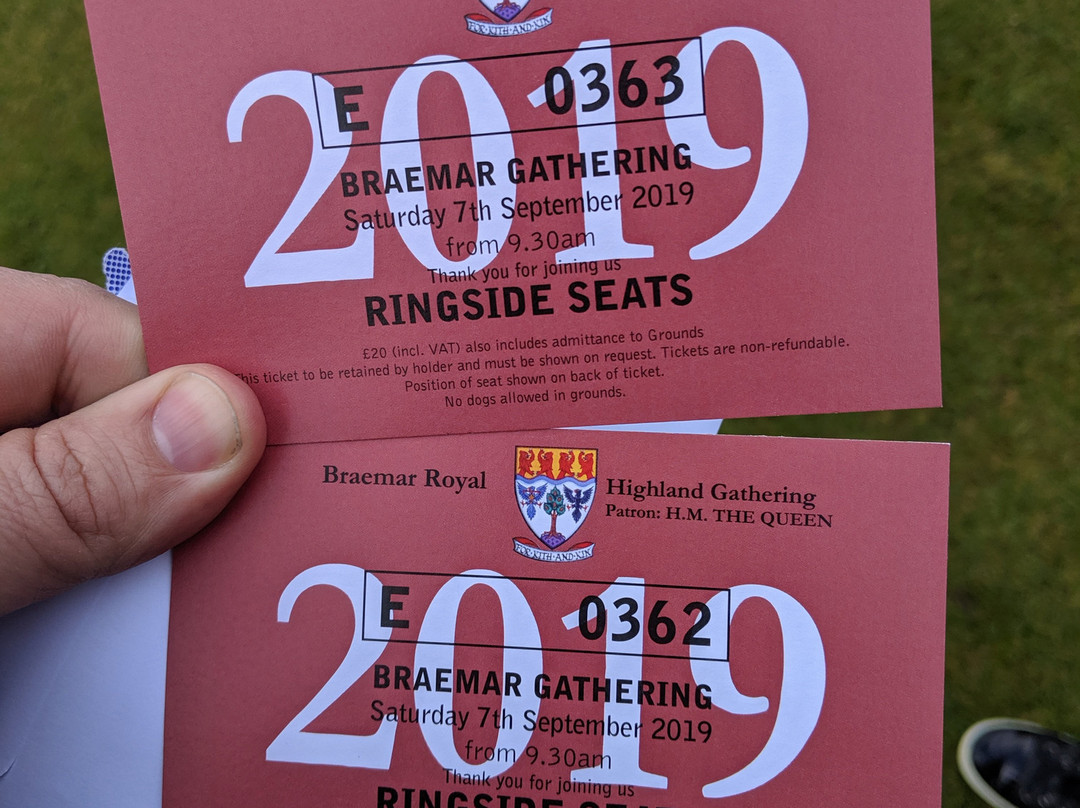 FOR·KITH·AND·KIN
2019
E 0363
BRAEMAR GATHERING
Saturday 7th September 2019
from 9.30am
Thank you for joining us
RINGSIDE SEATS
£20 (incl. VAT) also includes admittance to Grounds
This ticket to be retained by holder and must be shown on request. Tickets are non-refundable.
Position of seat shown on back of ticket.
No dogs allowed in grounds.
Braemar Royal Highland Gathering
Patron: H.M. THE QUEEN
FOR·KITH·AND·KIN
2019
E 0362
BRAEMAR GATHERING
Saturday 7th September 2019
from 9.30am
Thank you for joining us
RINGSIDE SEATS